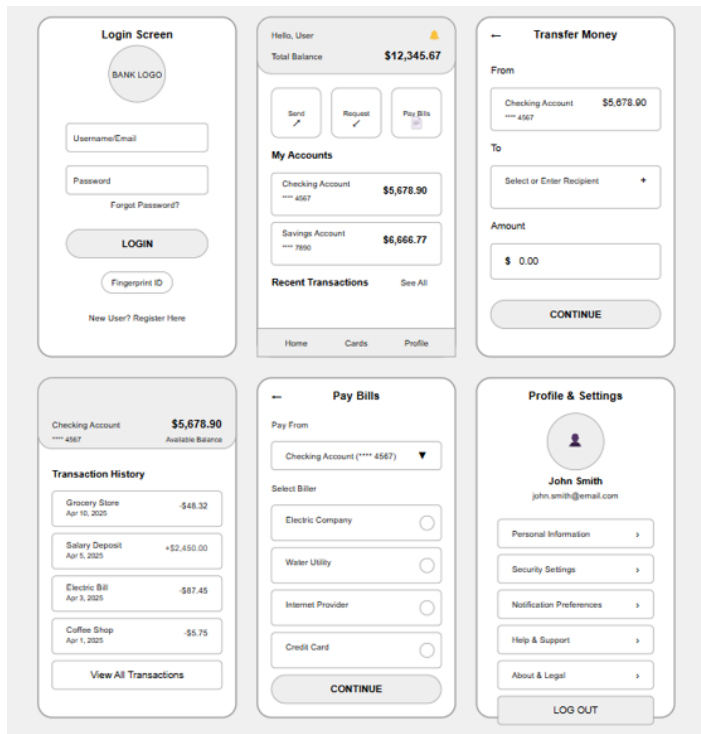 Login Screen
BANK LOGO
Username/Email
Password
Forgot Password?
LOGIN
Fingerprint ID
New User? Register Here
Hello, User
Total Balance $12,345.67
Send Request Pay Bills
My Accounts
Checking Account $5,678.90
**** 4567
Savings Account $6,666.77
**** 7890
Recent Transactions See All
Home Cards Profile
← Transfer Money
From
Checking Account $5,678.90
**** 4567
To
Select or Enter Recipient +
Amount
$ 0.00
CONTINUE
Checking Account $5,678.90
**** 4567 Available Balance
Transaction History
Grocery Store -$48.32
Apr 10, 2025
Salary Deposit +$2,450.00
Apr 5, 2025
Electric Bill -$87.45
Apr 3, 2025
Coffee Shop -$5.75
Apr 1, 2025
View All Transactions
← Pay Bills
Pay From
Checking Account (**** 4567) ▼
Select Biller
Electric Company
Water Utility
Internet Provider
Credit Card
CONTINUE
Profile & Settings
John Smith
john.smith@email.com
Personal Information ›
Security Settings ›
Notification Preferences ›
Help & Support ›
About & Legal ›
LOG OUT